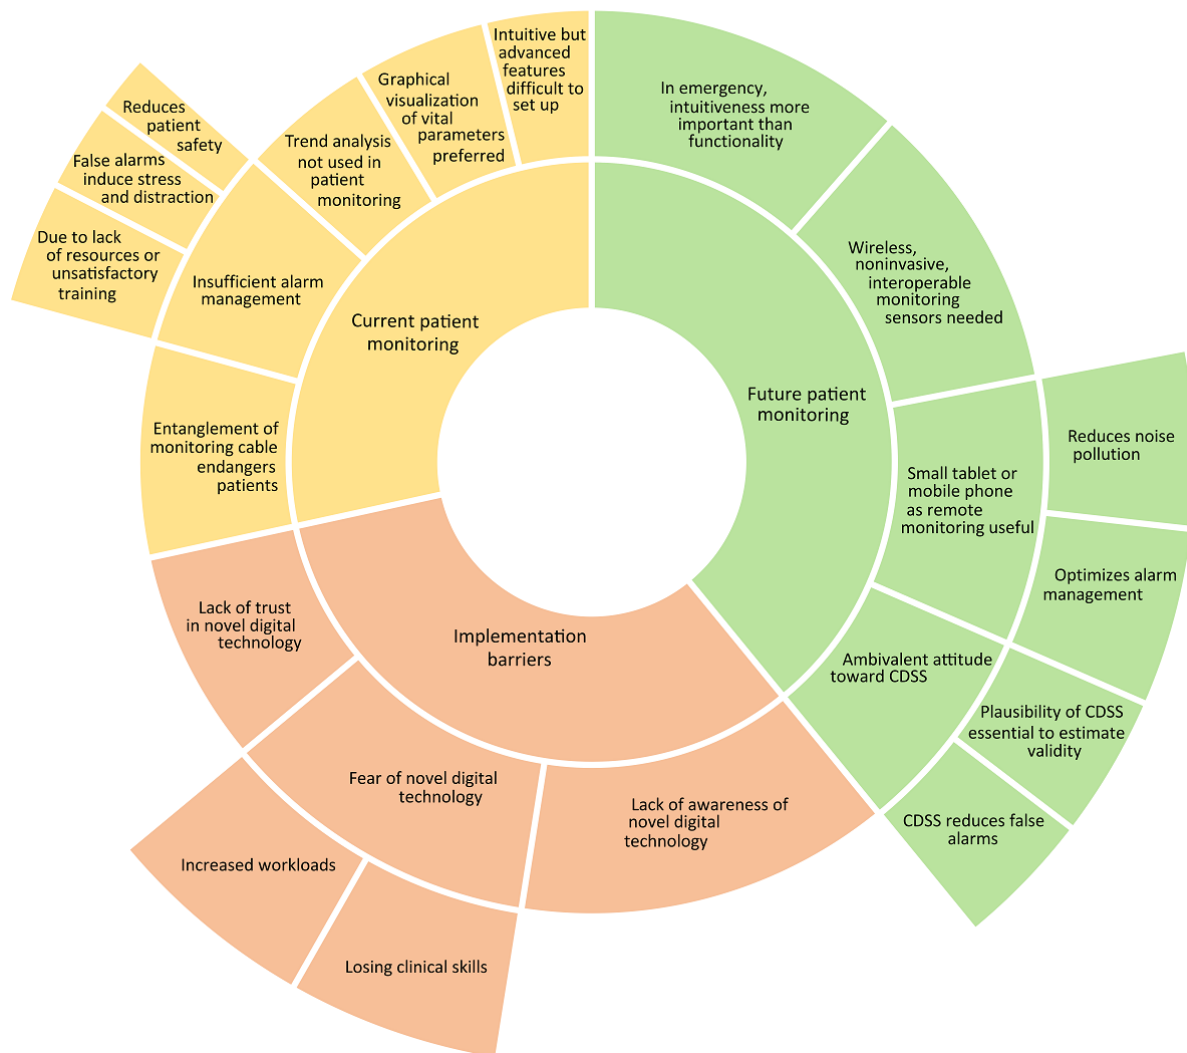 Intuitive but
advanced
features
difficult to
set up
Graphical
visualization
of vital
parameters
preferred
Trend analysis
not used in
patient
monitoring
Reduces
patient
safety
False alarms
induce stress
and distraction
Due to lack
of resources or
unsatisfactory
training
Insufficient alarm
management
Current patient
monitoring
Entanglement of
monitoring cable
endangers
patients
In emergency,
intuitiveness more
important than
functionality
Wireless,
noninvasive,
interoperable
monitoring
sensors needed
Future patient
monitoring
Reduces noise
pollution
Small tablet or
mobile phone
as remote
monitoring useful
Optimizes alarm
management
Ambivalent attitude
toward CDSS
Plausibility of CDSS
essential to estimate
validity
CDSS reduces false
alarms
Implementation
barriers
Lack of trust
in novel digital
technology
Fear of novel digital
technology
Lack of awareness of
novel digital
technology
Increased workloads
Losing clinical skills